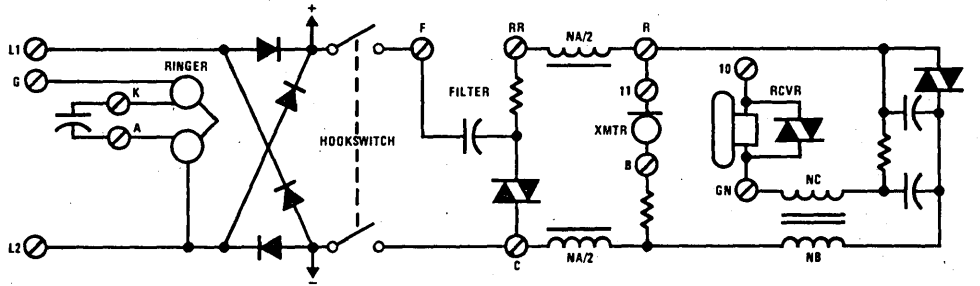 L1
G
K
RINGER
A
L2
+
−
HOOKSWITCH
F
FILTER
RR
C
NA/2
NA/2
R
11
XMTR
B
10
RCVR
GN
NC
NB